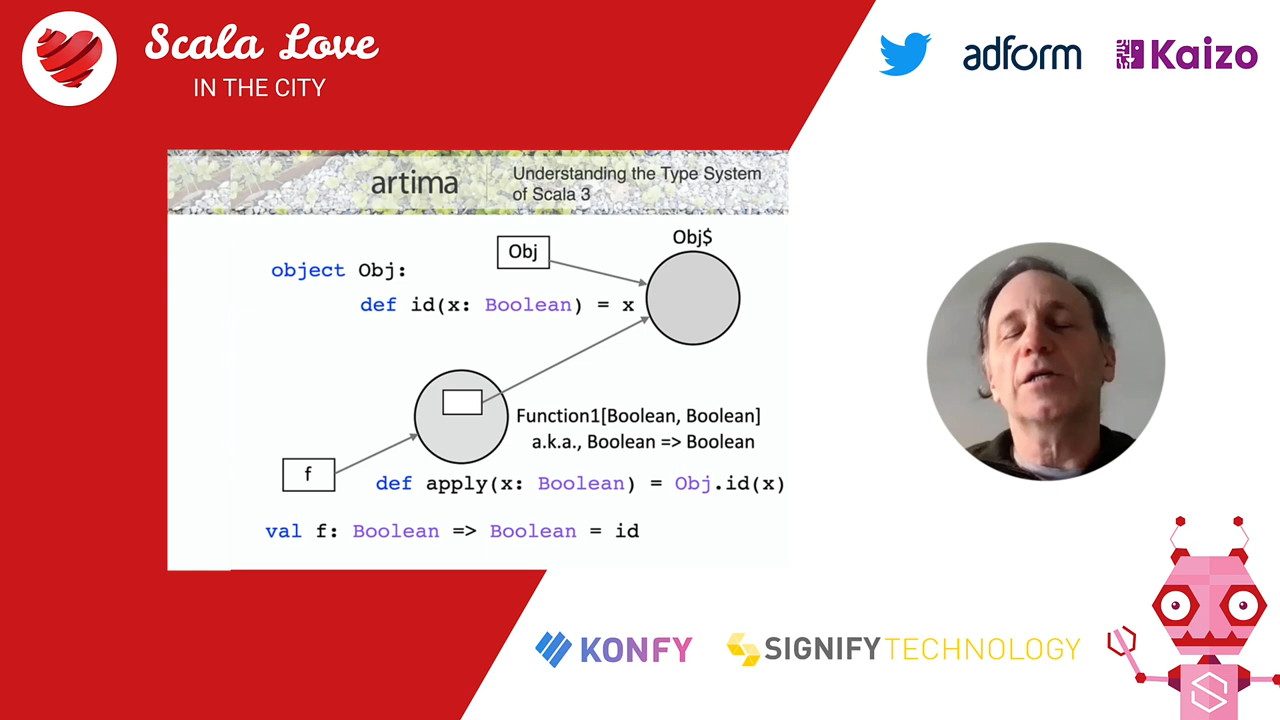 Scala Love
IN THE CITY
adform
Kaizo
artima
Understanding the Type System
of Scala 3
Obj
Obj$
object Obj:
def id(x: Boolean) = x
Function1[Boolean, Boolean]
a.k.a., Boolean => Boolean
f
def apply(x: Boolean) = Obj.id(x)
val f: Boolean => Boolean = id
KONFY
SIGNIFYTECHNOLOGY